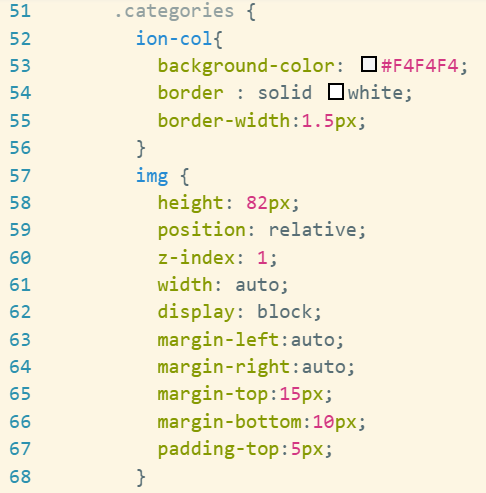 51 .categories {
52 ion-col{
53 background-color: #F4F4F4;
54 border : solid white;
55 border-width:1.5px;
56 }
57 img {
58 height: 82px;
59 position: relative;
60 z-index: 1;
61 width: auto;
62 display: block;
63 margin-left:auto;
64 margin-right:auto;
65 margin-top:15px;
66 margin-bottom:10px;
67 padding-top:5px;
68 }